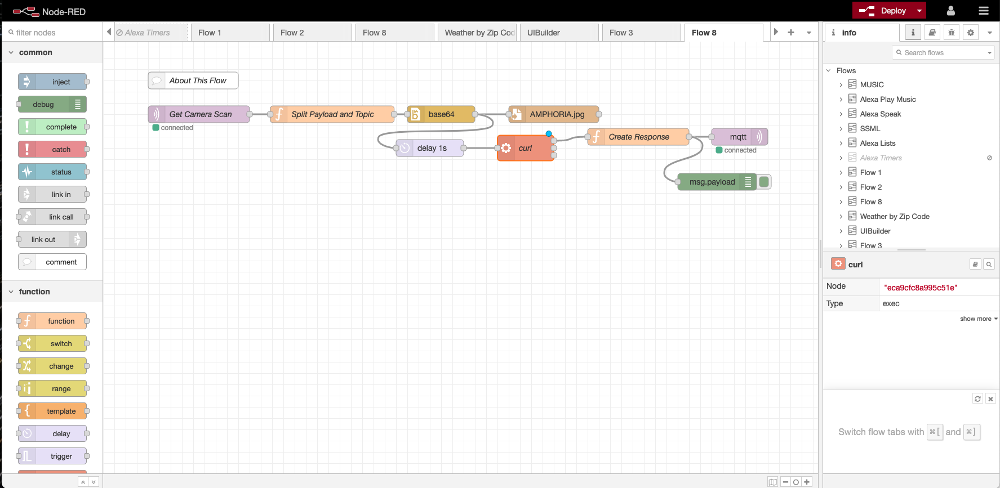 Node-RED
Deploy
filter nodes
Alexa Timers
Flow 1
Flow 2
Flow 8
Weather by Zip Cod
UIBuilder
Flow 3
Flow 8
i info
i
common
inject
debug
complete
catch
status
link in
link call
link out
comment
function
function
switch
change
range
template
delay
trigger
About This Flow
Get Camera Scan
connected
Split Payload and Topic
64
base64
AMPHORIA.jpg
delay 1s
curl
Create Response
mqtt
connected
msg.payload
Search flows
Flows
MUSIC
Alexa Play Music
Alexa Speak
SSML
Alexa Lists
Alexa Timers
Flow 1
Flow 2
Flow 8
Weather by Zip Code
UIBuilder
Flow 3
curl
Node "eca9cfc8a995c51e"
Type exec
show more
Switch flow tabs with ⌘[ and ⌘]